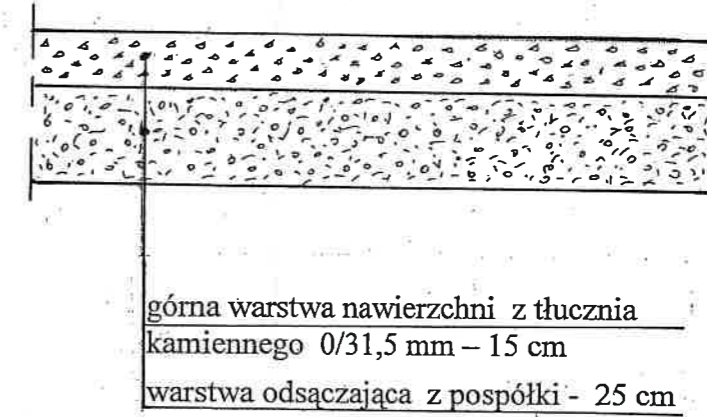 górna warstwa nawierzchni z tłucznia
kamiennego 0/31,5 mm – 15 cm
warstwa odsączająca z pospółki - 25 cm